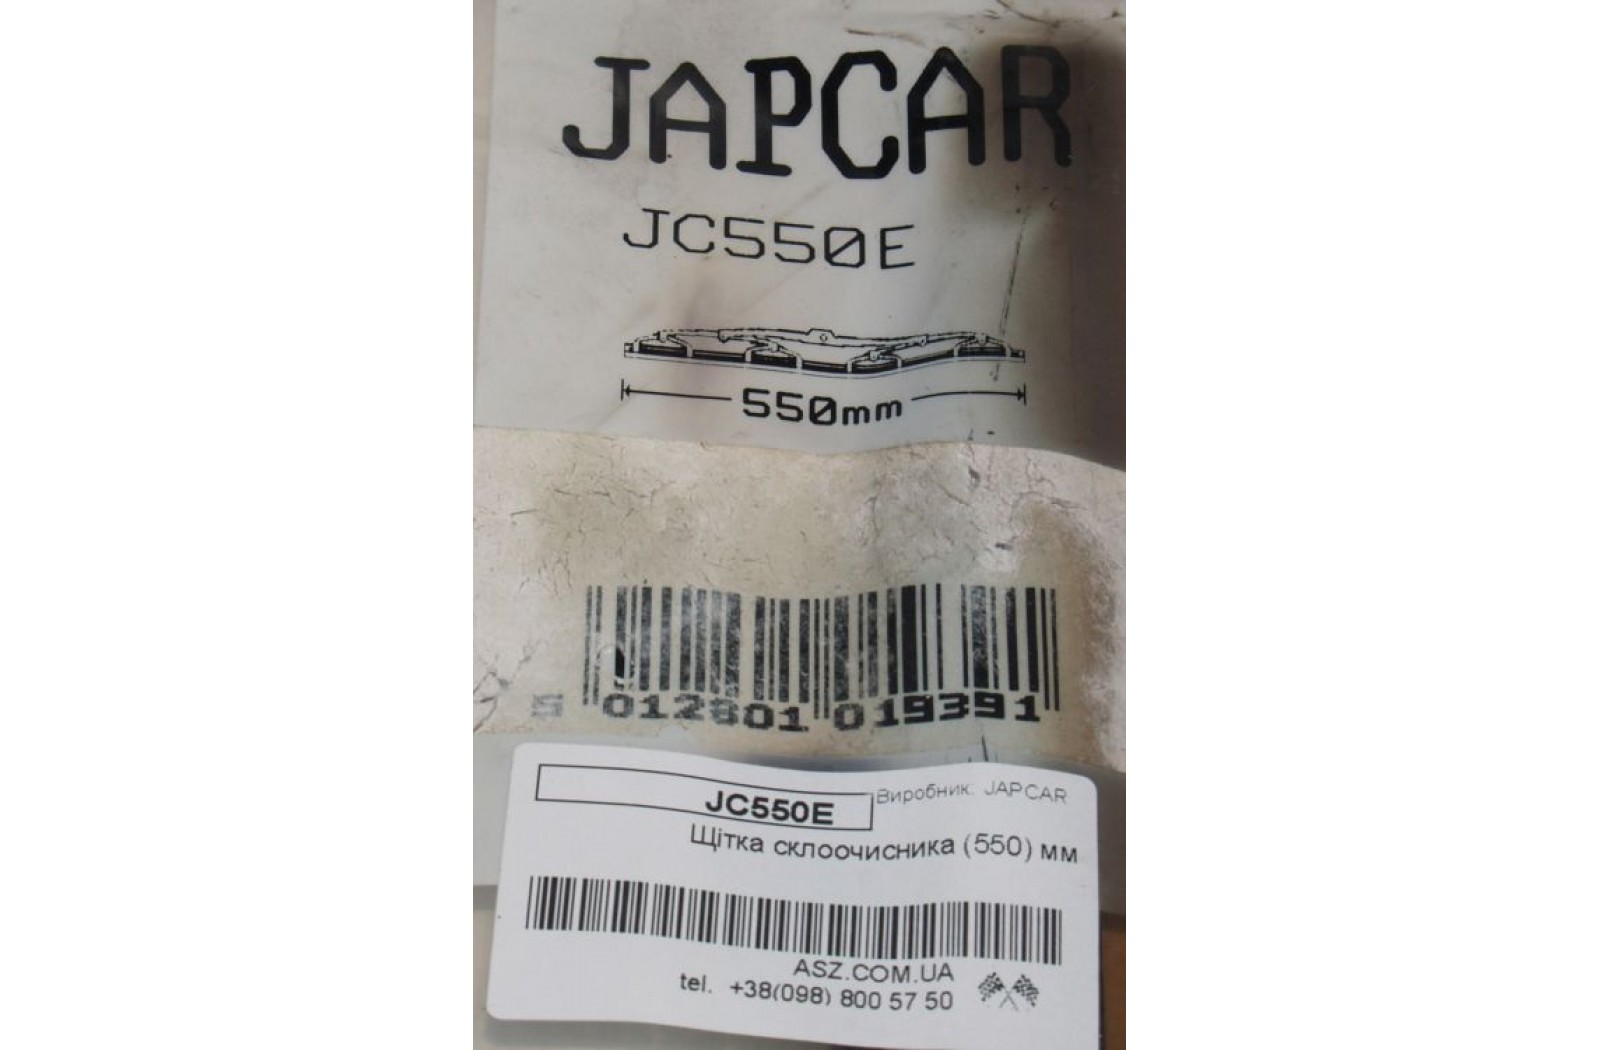 JAPCAR
JC550E
550mm
5 012801 019391
JC550E
Виробник: JAPCAR
Щітка склоочисника (550) мм
ASZ.COM.UA
tel. +38(098) 800 57 50